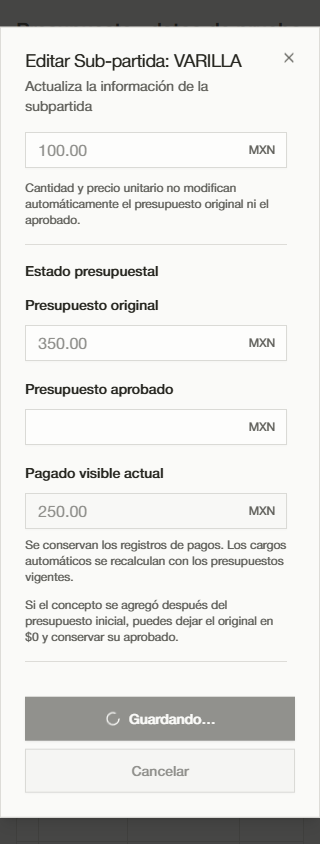 Editar Sub-partida: VARILLA
×
Actualiza la información de la
subpartida
100.00
MXN
Cantidad y precio unitario no modifican
automáticamente el presupuesto original ni el
aprobado.
Estado presupuestal
Presupuesto original
350.00
MXN
Presupuesto aprobado
MXN
Pagado visible actual
250.00
MXN
Se conservan los registros de pagos. Los cargos
automáticos se recalculan con los presupuestos
vigentes.
Si el concepto se agregó después del
presupuesto inicial, puedes dejar el original en
$0 y conservar su aprobado.
Guardando...
Cancelar